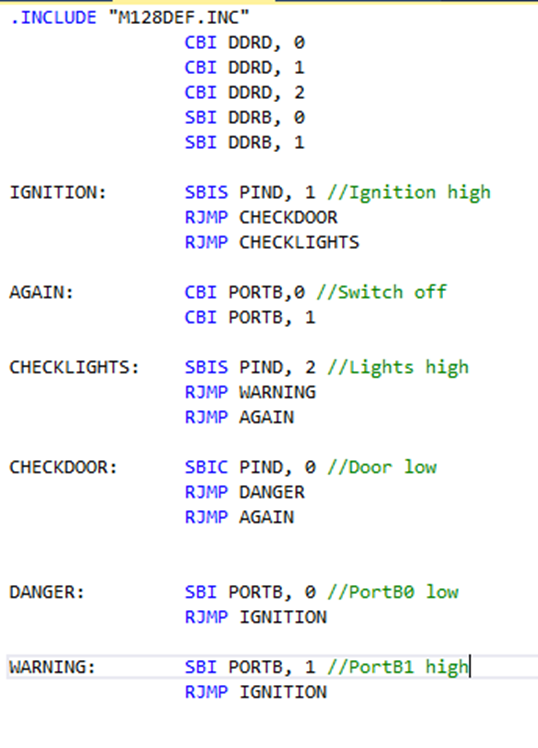 .INCLUDE "M128DEF.INC"
CBI DDRD, 0
CBI DDRD, 1
CBI DDRD, 2
SBI DDRB, 0
SBI DDRB, 1
IGNITION: SBIS PIND, 1 //Ignition high
RJMP CHECKDOOR
RJMP CHECKLIGHTS
AGAIN: CBI PORTB,0 //Switch off
CBI PORTB, 1
CHECKLIGHTS: SBIS PIND, 2 //Lights high
RJMP WARNING
RJMP AGAIN
CHECKDOOR: SBIC PIND, 0 //Door low
RJMP DANGER
RJMP AGAIN
DANGER: SBI PORTB, 0 //PortB0 low
RJMP IGNITION
WARNING: SBI PORTB, 1 //PortB1 high
RJMP IGNITION